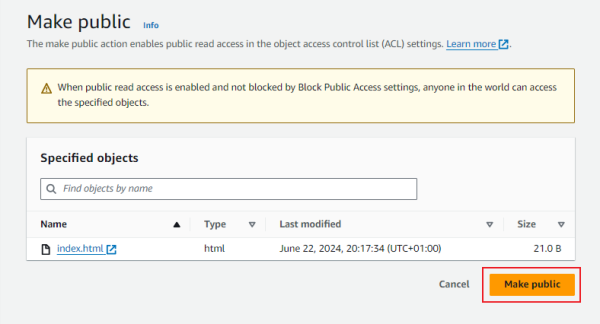 Make public Info
The make public action enables public read access in the object access control list (ACL) settings. Learn more.
When public read access is enabled and not blocked by Block Public Access settings, anyone in the world can access
the specified objects.
Specified objects
Find objects by name
Name Type Last modified Size
index.html html June 22, 2024, 20:17:34 (UTC+01:00) 21.0 B
Cancel Make public